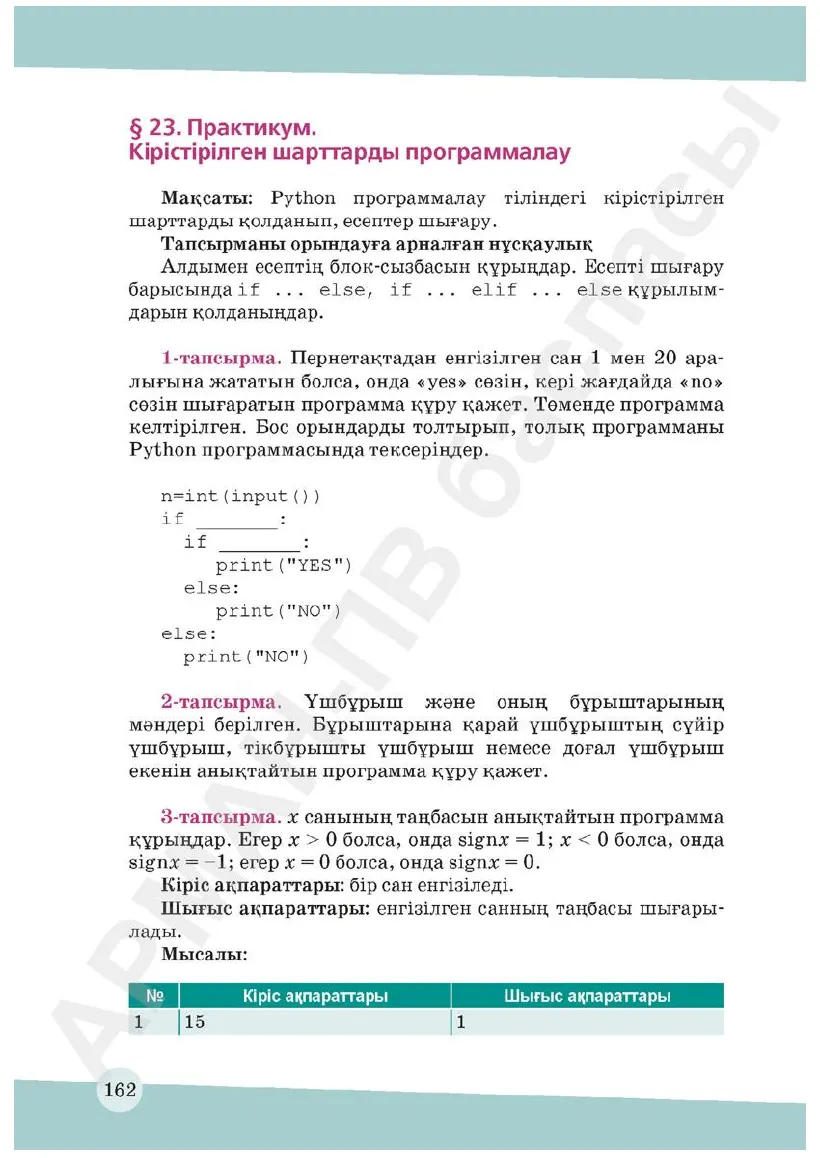 § 23. Практикум.
Кірістірілген шарттарды программалау
Мақсаты: Python программалау тіліндегі кірістірілген
шарттарды қолданып, есептер шығару.
Тапсырманы орындауға арналған нұсқаулық
Алдымен есептің блок-сызбасын құрыңдар. Есепті шығару
барысында if ... else, if ... elif ... else құрылым-
дарын қолданыңдар.
1-тапсырма. Пернетақтадан енгізілген сан 1 мен 20 ара-
лығына жататын болса, онда «yes» сөзін, кері жағдайда «no»
сөзін шығаратын программа құру қажет. Төменде программа
келтірілген. Бос орындарды толтырып, толық программаны
Python программасында тексеріңдер.
n=int(input())
if _______:
if _______:
print("YES")
else:
print("NO")
else:
print("NO")
2-тапсырма. Үшбұрыш және оның бұрыштарының
мәндері берілген. Бұрыштарына қарай үшбұрыштың сүйір
үшбұрыш, тікбұрышты үшбұрыш немесе доғал үшбұрыш
екенін анықтайтын программа құру қажет.
3-тапсырма. x санының таңбасын анықтайтын программа
құрыңдар. Егер x > 0 болса, онда signx = 1; x < 0 болса, онда
signx = –1; егер x = 0 болса, онда signx = 0.
Кіріс ақпараттары: бір сан енгізіледі.
Шығыс ақпараттары: енгізілген санның таңбасы шығары-
лады.
Мысалы:
№ Кіріс ақпараттары Шығыс ақпараттары
1 15 1
162
АРМАН-ПВ баспасы